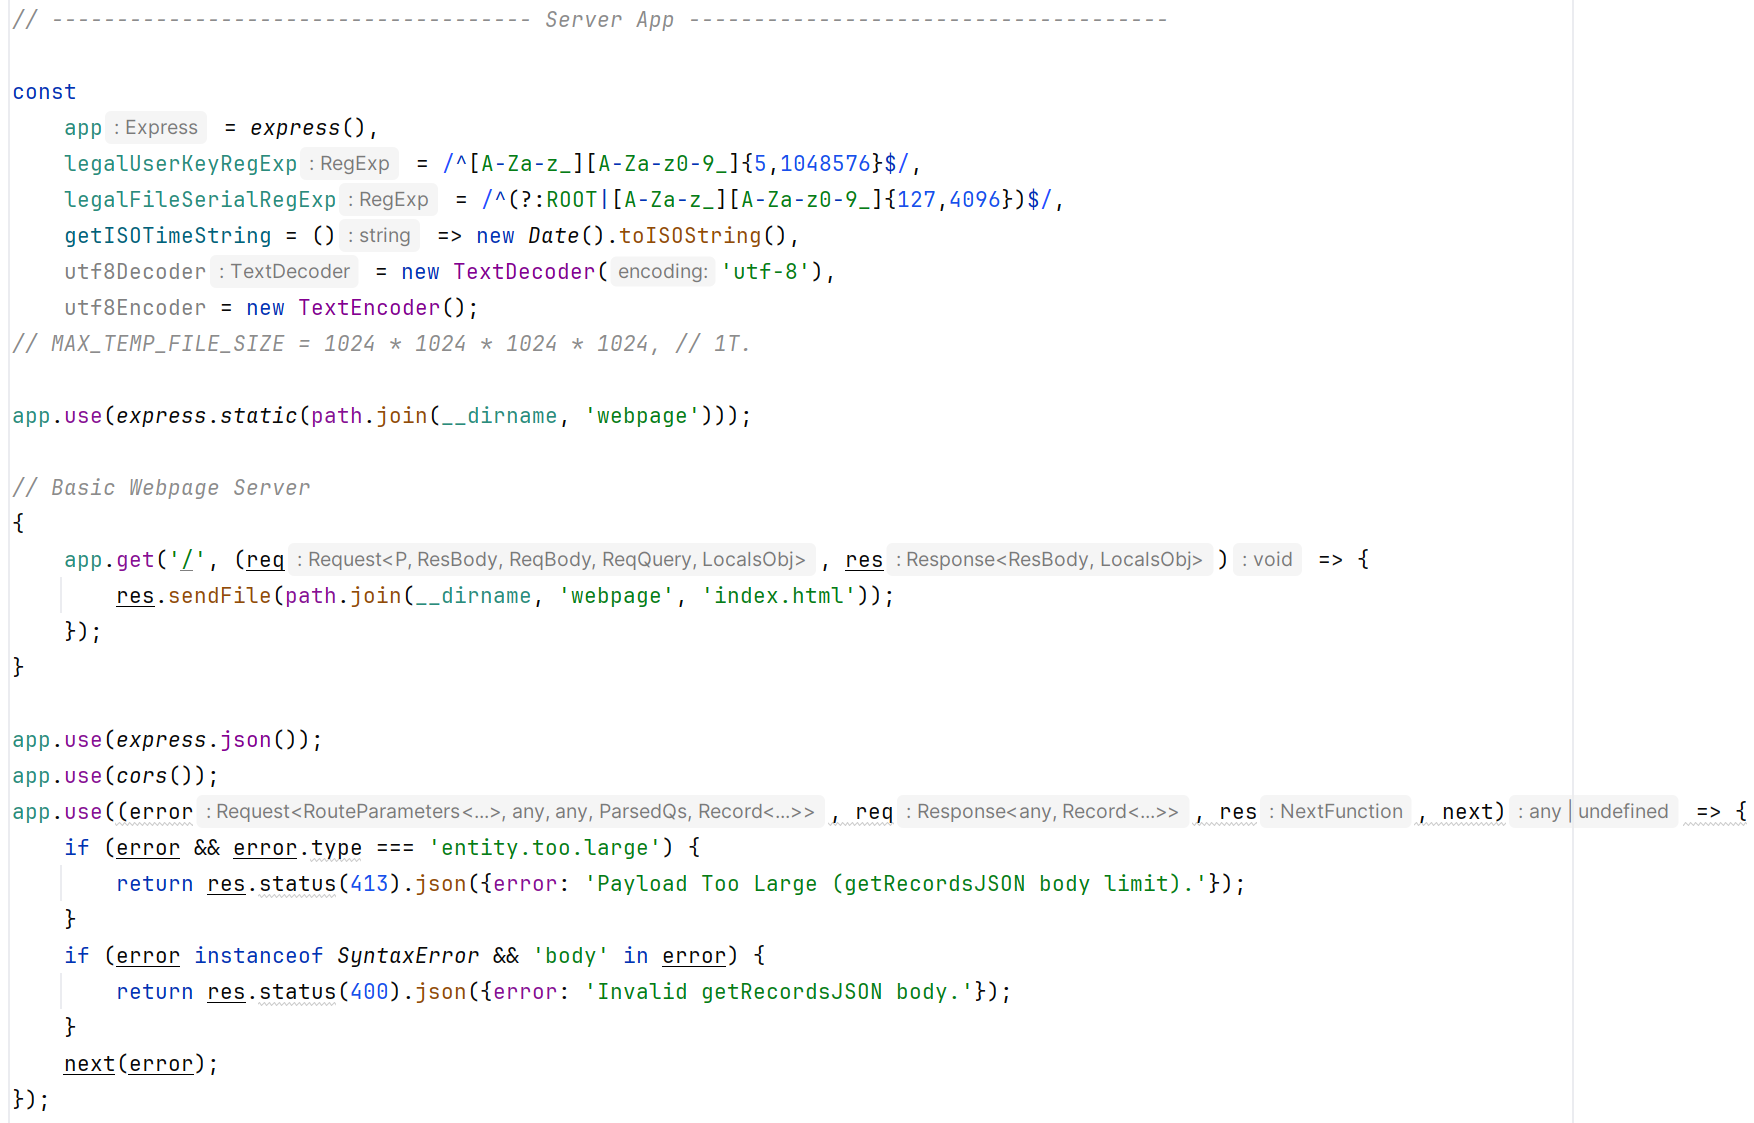 // ------------------------------------- Server App -------------------------------------
const
app : Express = express(),
legalUserKeyRegExp : RegExp = /^[A-Za-z_][A-Za-z0-9_]{5,1048576}$/,
legalFileSerialRegExp : RegExp = /^(?:ROOT|[A-Za-z_][A-Za-z0-9_]{127,4096})$/,
getISOTimeString = () : string => new Date().toISOString(),
utf8Decoder : TextDecoder = new TextDecoder( encoding: 'utf-8'),
utf8Encoder = new TextEncoder();
// MAX_TEMP_FILE_SIZE = 1024 * 1024 * 1024 * 1024, // 1T.
app.use(express.static(path.join(__dirname, 'webpage')));
// Basic Webpage Server
{
app.get('/', (req : Request<P, ResBody, ReqBody, ReqQuery, LocalsObj> , res : Response<ResBody, LocalsObj> ) : void => {
res.sendFile(path.join(__dirname, 'webpage', 'index.html'));
});
}
app.use(express.json());
app.use(cors());
app.use((error : Request<RouteParameters<...>, any, any, ParsedQs, Record<...>> , req : Response<any, Record<...>> , res : NextFunction , next) : any | undefined => {
if (error && error.type === 'entity.too.large') {
return res.status(413).json({error: 'Payload Too Large (getRecordsJSON body limit).'});
}
if (error instanceof SyntaxError && 'body' in error) {
return res.status(400).json({error: 'Invalid getRecordsJSON body.'});
}
next(error);
});